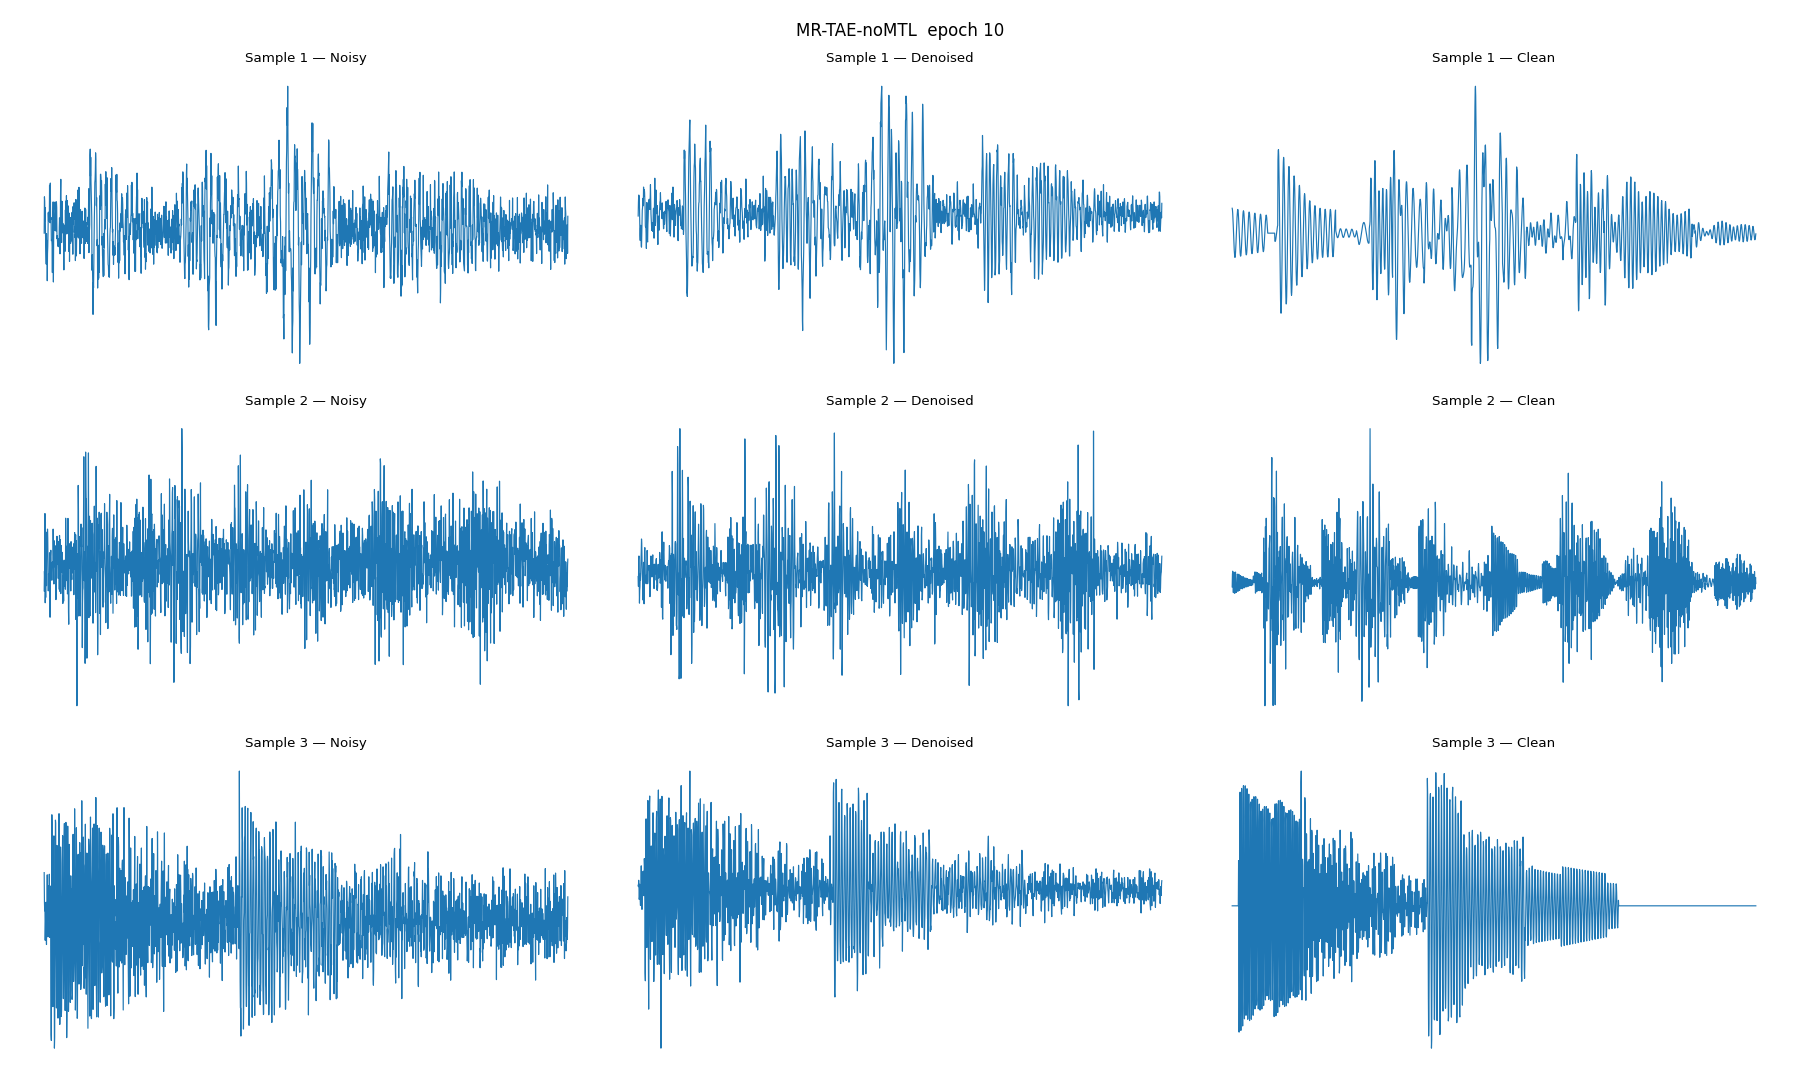 MR-TAE-noMTL  epoch 10
Sample 1 — Noisy
Sample 1 — Denoised
Sample 1 — Clean
Sample 2 — Noisy
Sample 2 — Denoised
Sample 2 — Clean
Sample 3 — Noisy
Sample 3 — Denoised
Sample 3 — Clean